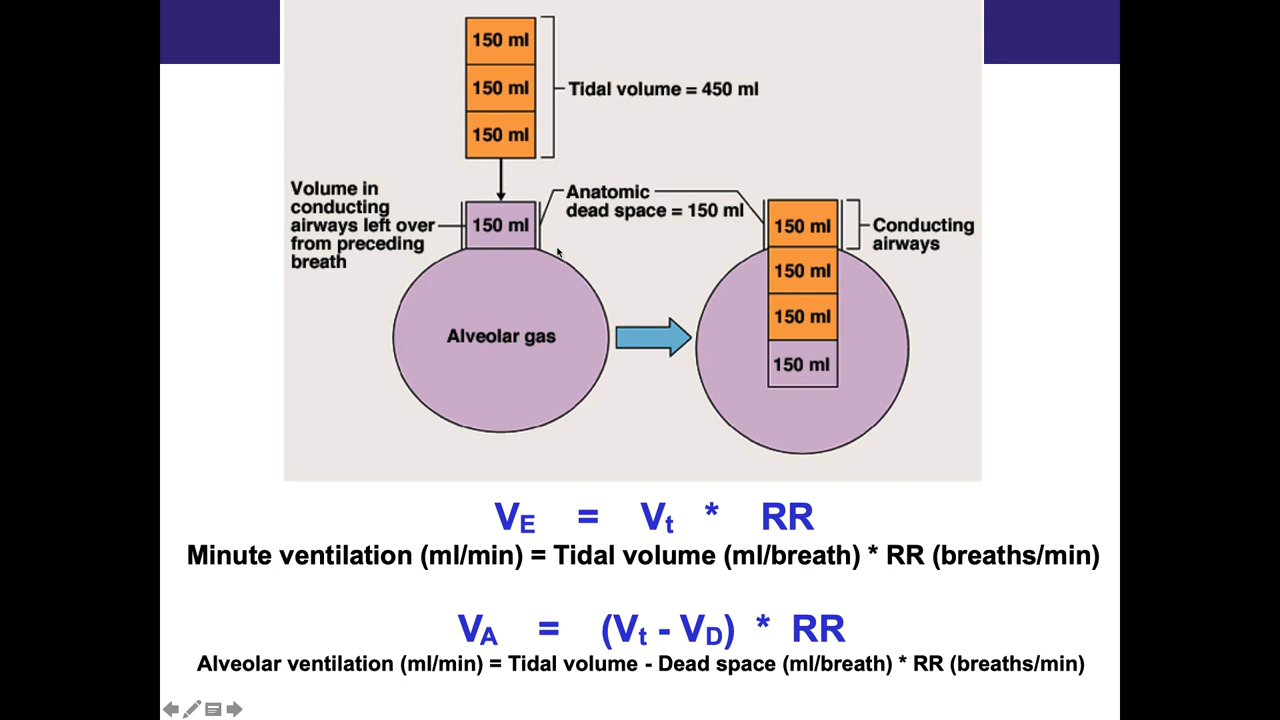 150 ml
150 ml
150 ml
Tidal volume = 450 ml
Volume in
conducting
airways left over
from preceding
breath
150 ml
Anatomic
dead space = 150 ml
150 ml
150 ml
150 ml
150 ml
Conducting
airways
Alveolar gas
VE = Vt * RR
Minute ventilation (ml/min) = Tidal volume (ml/breath) * RR (breaths/min)
VA = (Vt - VD) * RR
Alveolar ventilation (ml/min) = Tidal volume - Dead space (ml/breath) * RR (breaths/min)